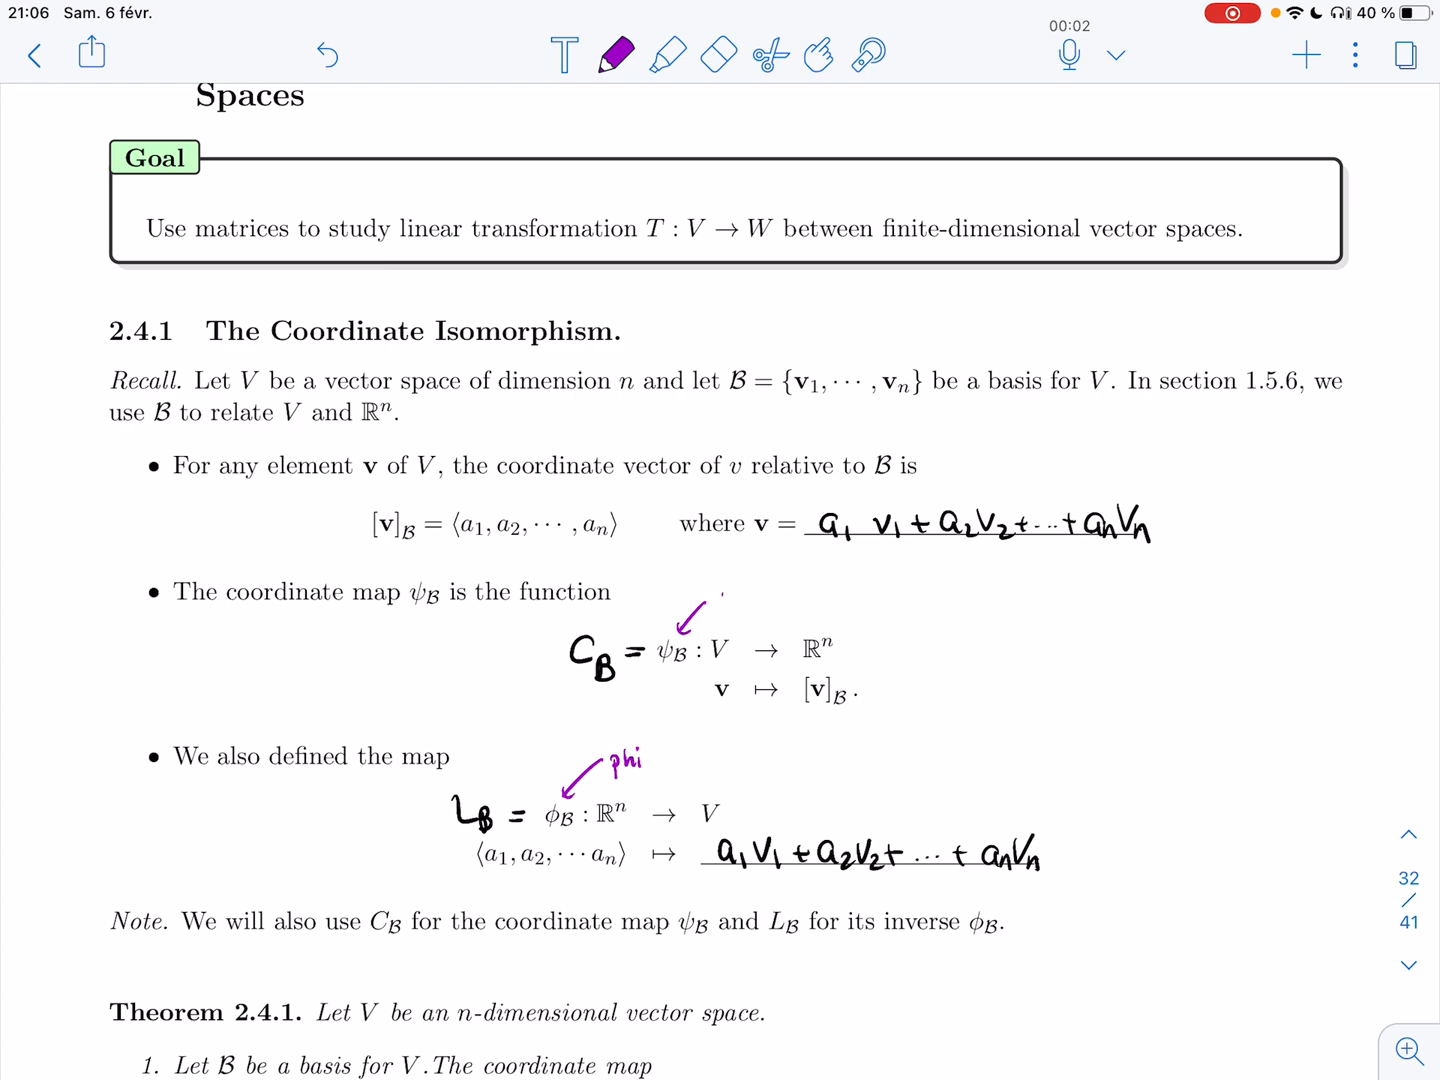 21:06 Sam. 6 févr. 40 %
00:02
Spaces
Goal
Use matrices to study linear transformation T : V → W between finite-dimensional vector spaces.
2.4.1 The Coordinate Isomorphism.
Recall. Let V be a vector space of dimension n and let ℬ = {v₁, ⋯ , vₙ} be a basis for V. In section 1.5.6, we
use ℬ to relate V and ℝⁿ.
• For any element v of V, the coordinate vector of v relative to ℬ is
[v]ℬ = ⟨a₁, a₂, ⋯ , aₙ⟩ where v = a₁ v₁ + a₂v₂ + ... + aₙvₙ
• The coordinate map ψℬ is the function
C_B = ψℬ : V → ℝⁿ
v ↦ [v]ℬ.
• We also defined the map
phi
L_B = ϕℬ : ℝⁿ → V
⟨a₁, a₂, ⋯ aₙ⟩ ↦ a₁v₁ + a₂v₂ + ... + aₙvₙ
Note. We will also use Cℬ for the coordinate map ψℬ and Lℬ for its inverse ϕℬ.
32
/
41
Theorem 2.4.1. Let V be an n-dimensional vector space.
1. Let ℬ be a basis for V.The coordinate map